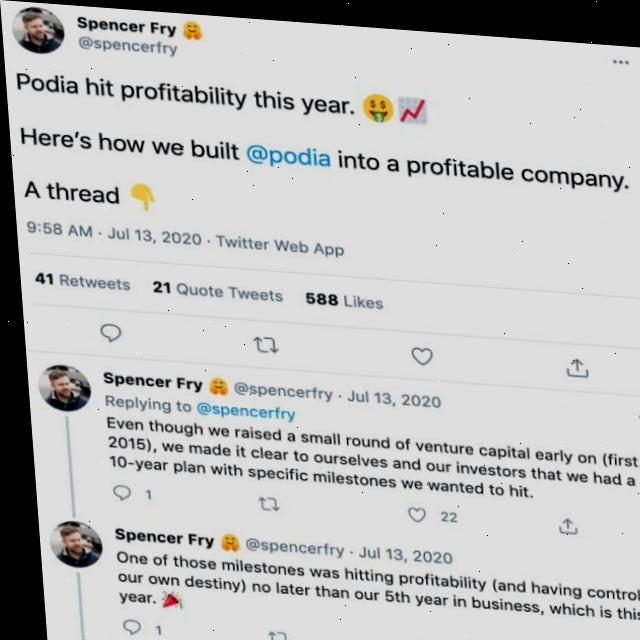 Spencer Fry 🤗
@spencerfry
Podia hit profitability this year. 🤑 📈
Here's how we built @podia into a profitable company.
A thread 👇
9:58 AM · Jul 13, 2020 · Twitter Web App
41 Retweets 21 Quote Tweets 588 Likes
Spencer Fry 🤗 @spencerfry · Jul 13, 2020
Replying to @spencerfry
Even though we raised a small round of venture capital early on (first
2015), we made it clear to ourselves and our investors that we had a
10-year plan with specific milestones we wanted to hit.
1 22
Spencer Fry 🤗 @spencerfry · Jul 13, 2020
One of those milestones was hitting profitability (and having control
our own destiny) no later than our 5th year in business, which is this
year. 🎉
1